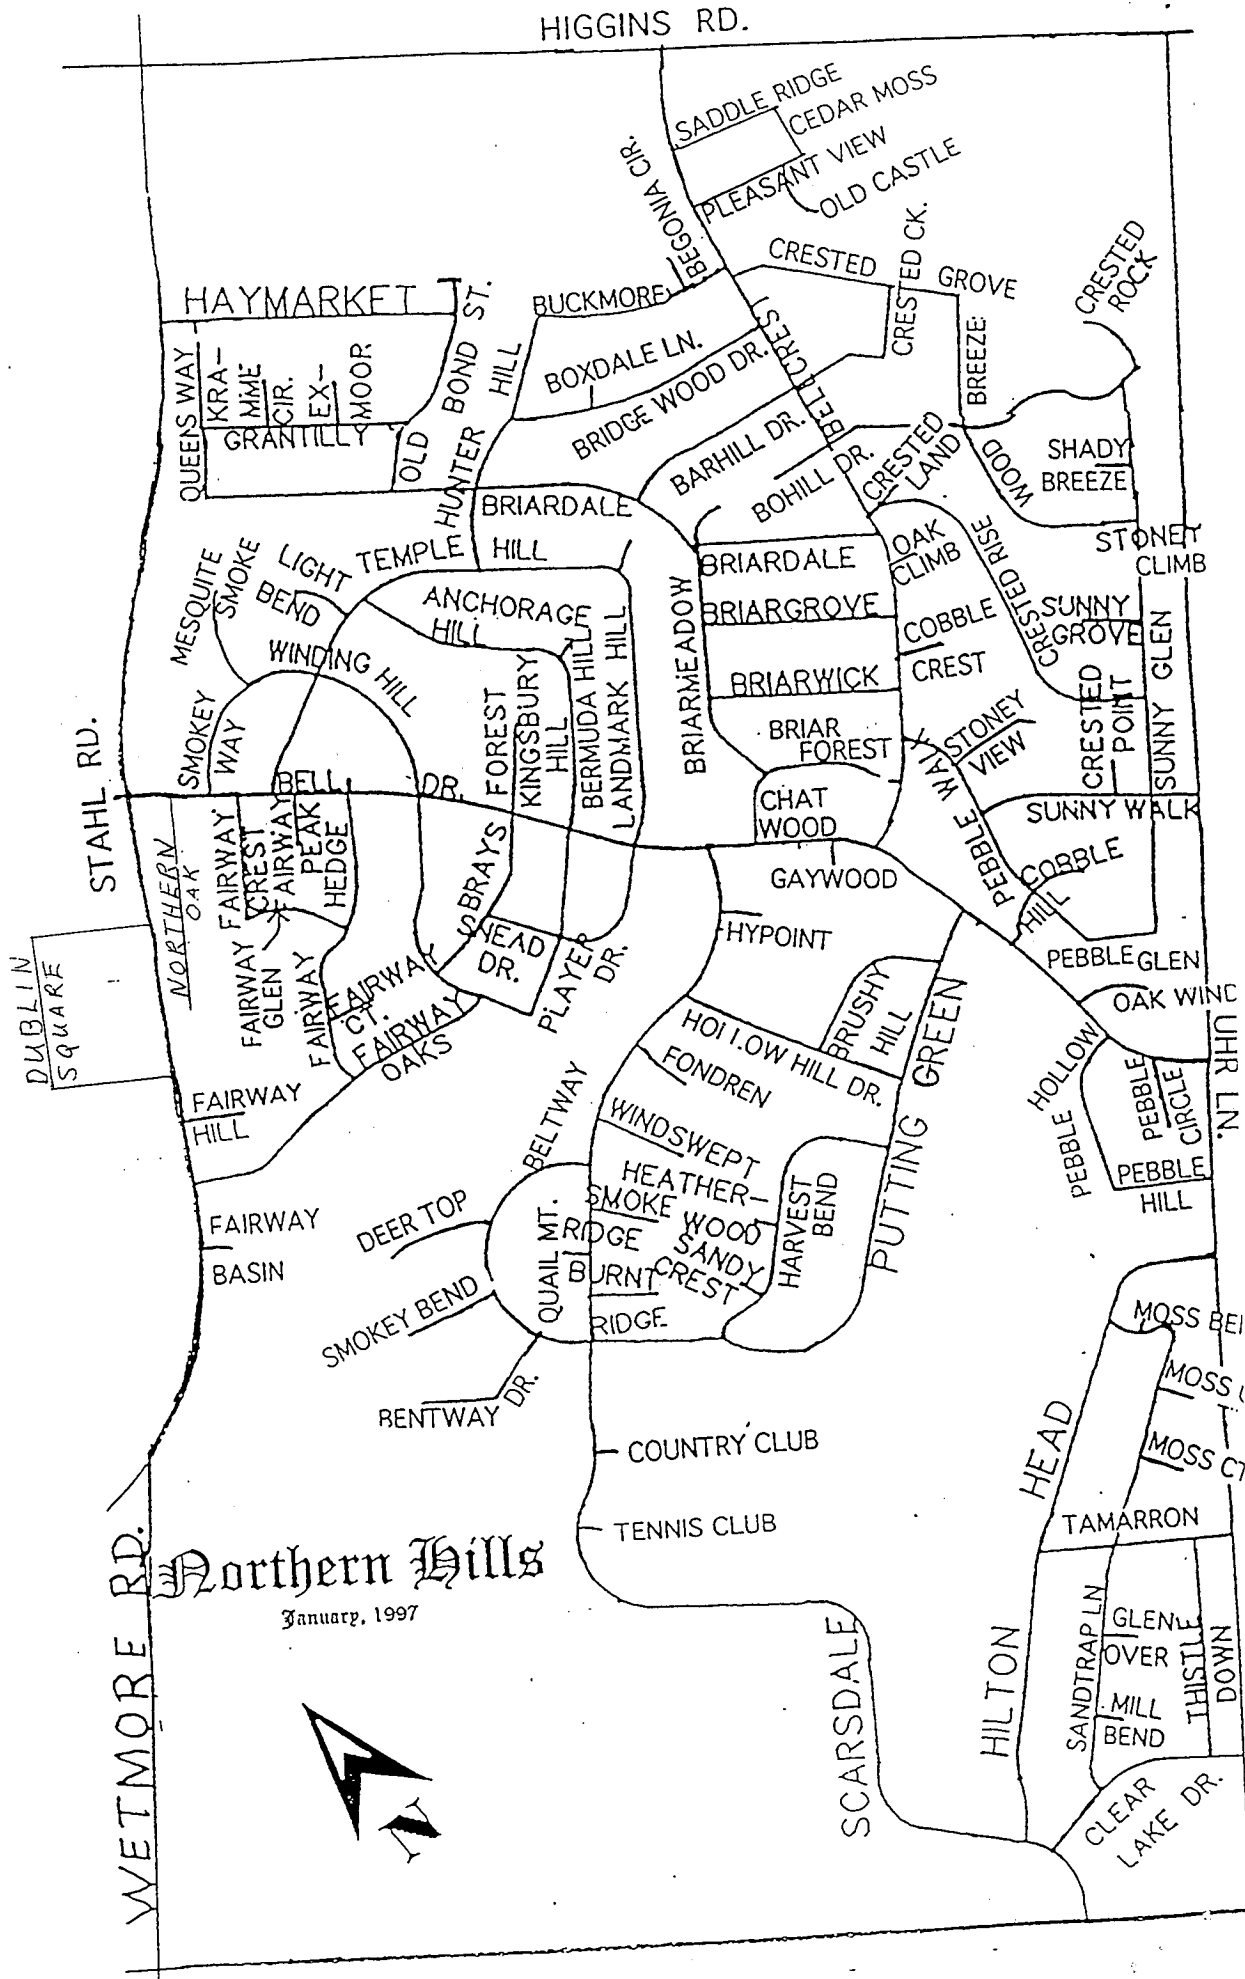 HIGGINS RD.
SADDLE RIDGE
CEDAR MOSS
PLEASANT VIEW
OLD CASTLE
BEGONIA CIR.
CRESTED GROVE
CRESTED CK.
CRESTED
ROCK
HAYMARKET
OLD BOND ST.
BUCKMORE
BELLCREST
BREEZE
WOOD
QUEENS WAY
KRA-
MME
CIR.
EX-
MOOR
GRANTILLY
HUNTER HILL
BOXDALE LN.
BRIDGE WOOD DR.
BARHILL DR.
BOHILL DR.
CRESTED
LAND
SHADY
BREEZE
BRIARDALE
STONEY
CLIMB
MESQUITE
SMOKE
LIGHT
BEND
TEMPLE HILL
BRIARDALE
OAK
CLIMB
CRESTED RISE
ANCHORAGE
HILL
BRIARMEADOW
BRIARGROVE
COBBLE
CREST
SUNNY
GROVE
SUNNY GLEN
WINDING HILL
FOREST
KINGSBURY
HILL
BERMUDA HILL
LANDMARK HILL
BRIARWICK
BRIAR
FOREST
PEBBLE WALK
STONEY
VIEW
CRESTED
POINT
SMOKEY
WAY
STAHL RD.
BELL DR.
CHAT
WOOD
SUNNY WALK
NORTHERN
OAK
FAIRWAY
CREST
FAIRWAY
FAIRWAY
PEAK
HEDGE
BRAYS
GAYWOOD
COBBLE
HILL
DUBLIN
SQUARE
FAIRWAY
GLEN
FAIRWAY
FAIRWAY
CT.
FAIRWAY
OAKS
SNEAD
DR.
PLAYER
DR.
HYPOINT
PEBBLE GLEN
OAK WIND
BRUSHY
HILL
PUTTING GREEN
HOLLOW HILL DR.
FONDREN
UHR LN.
PEBBLE HOLLOW
PEBBLE
CIRCLE
FAIRWAY
HILL
BELTWAY
WINDSWEPT
HEATHER-
WOOD
PEBBLE
HILL
SMOKE
RIDGE
HARVEST
BEND
FAIRWAY
BASIN
DEER TOP
QUAIL MT.
SANDY
CREST
BURNT
RIDGE
SMOKEY BEND
MOSS BEN
BENTWAY DR.
MOSS
COUNTRY CLUB
MOSS CT
TENNIS CLUB
HILTON HEAD
TAMARRON
WETMORE RD.
Northern Hills
January, 1997
SCARSDALE
SANDTRAP LN
GLEN
OVER
THISTLE
DOWN
MILL
BEND
CLEAR
LAKE DR.
N